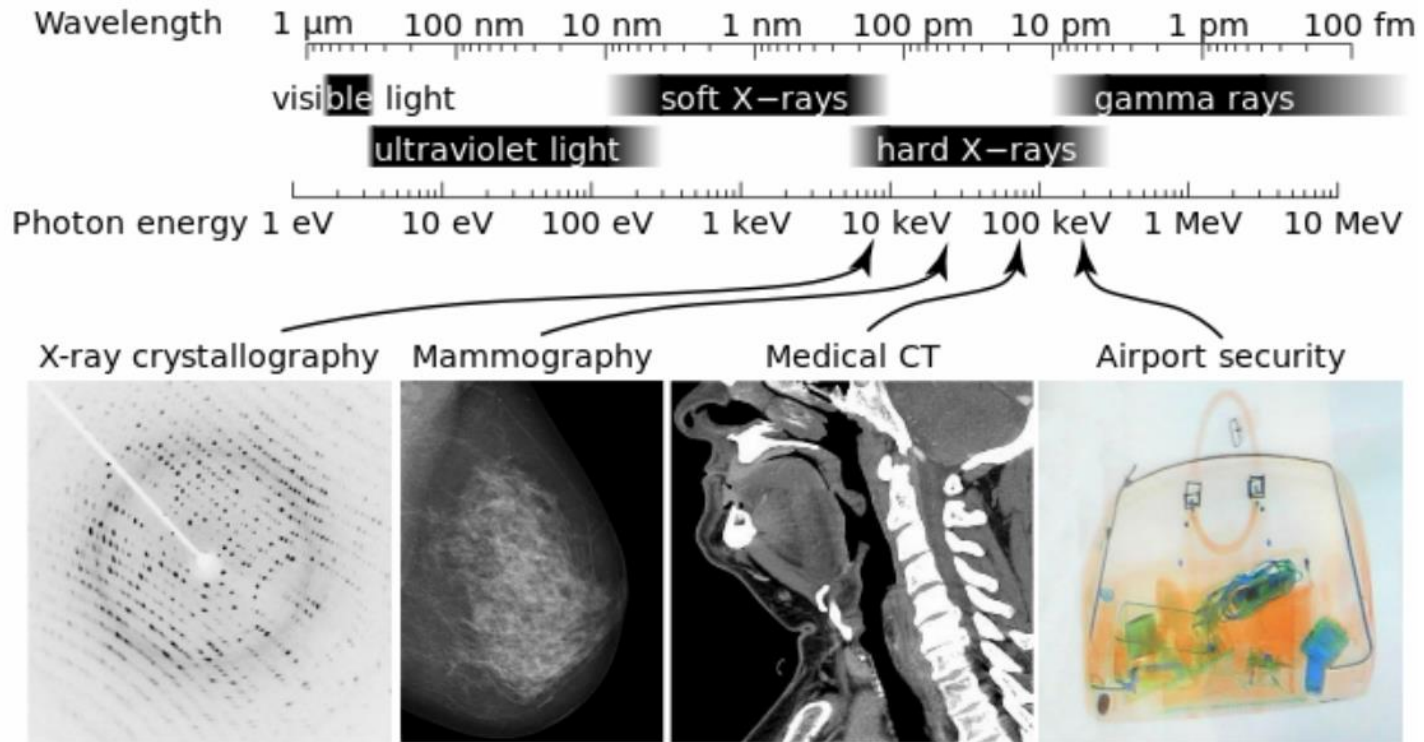 Wavelength 1 µm 100 nm 10 nm 1 nm 100 pm 10 pm 1 pm 100 fm
visible light soft X−rays gamma rays
ultraviolet light hard X−rays
Photon energy 1 eV 10 eV 100 eV 1 keV 10 keV 100 keV 1 MeV 10 MeV
X-ray crystallography Mammography Medical CT Airport security